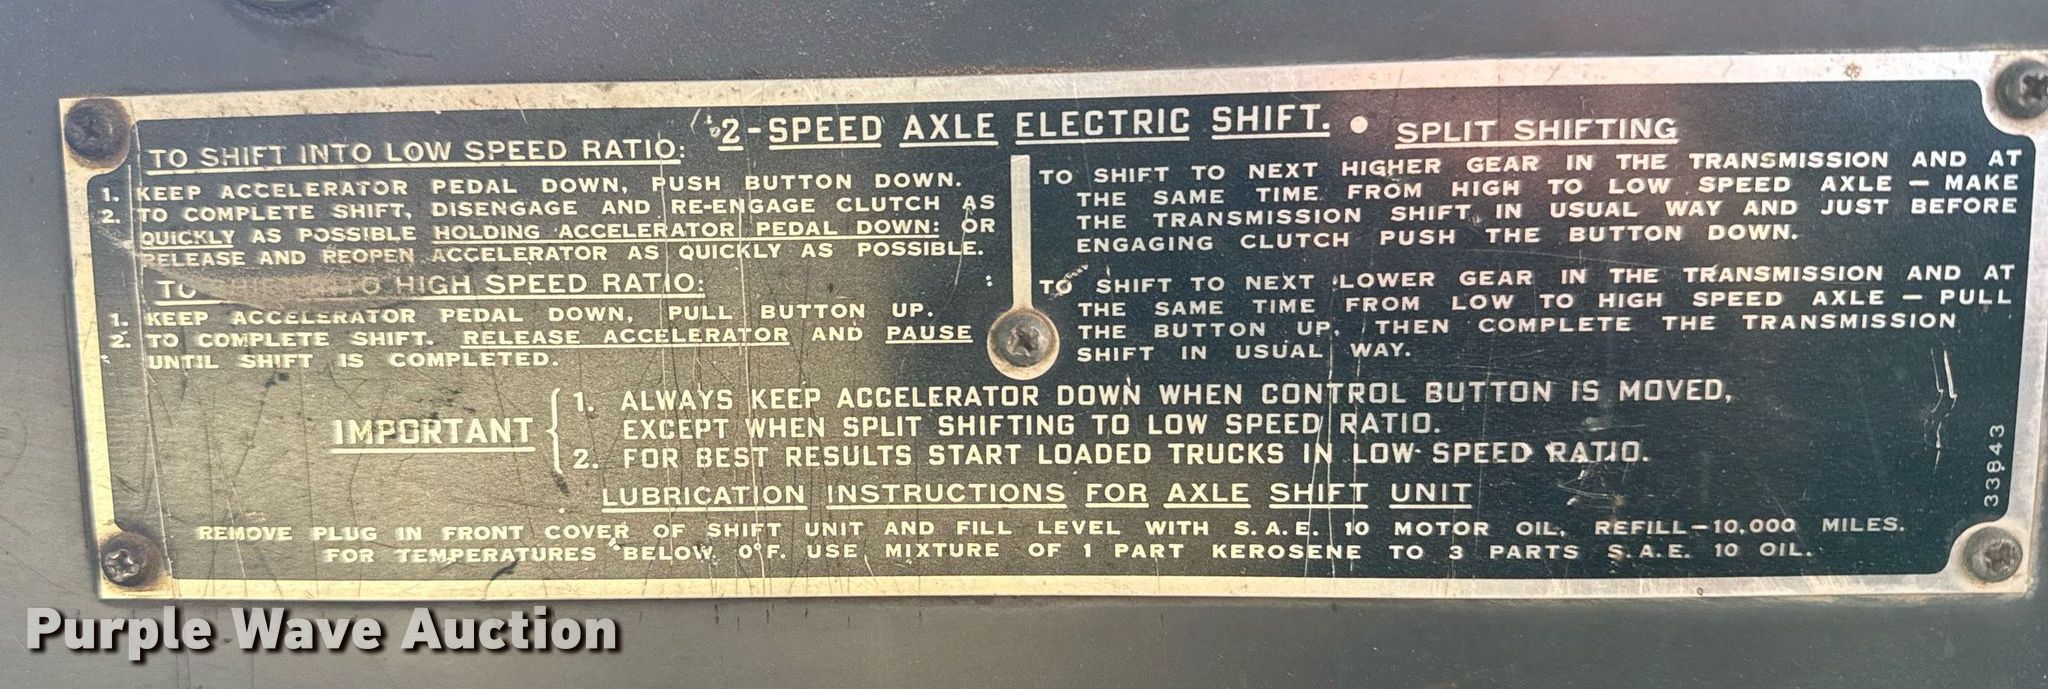 2-SPEED AXLE ELECTRIC SHIFT. • SPLIT SHIFTING
TO SHIFT INTO LOW SPEED RATIO:
1. KEEP ACCELERATOR PEDAL DOWN, PUSH BUTTON DOWN.
2. TO COMPLETE SHIFT, DISENGAGE AND RE-ENGAGE CLUTCH AS
QUICKLY AS POSSIBLE HOLDING ACCELERATOR PEDAL DOWN: OR
RELEASE AND REOPEN ACCELERATOR AS QUICKLY AS POSSIBLE.
TO SHIFT INTO HIGH SPEED RATIO:
1. KEEP ACCELERATOR PEDAL DOWN, PULL BUTTON UP.
2. TO COMPLETE SHIFT. RELEASE ACCELERATOR AND PAUSE
UNTIL SHIFT IS COMPLETED.
TO SHIFT TO NEXT HIGHER GEAR IN THE TRANSMISSION AND AT
THE SAME TIME FROM HIGH TO LOW SPEED AXLE — MAKE
THE TRANSMISSION SHIFT IN USUAL WAY AND JUST BEFORE
ENGAGING CLUTCH PUSH THE BUTTON DOWN.
TO SHIFT TO NEXT LOWER GEAR IN THE TRANSMISSION AND AT
THE SAME TIME FROM LOW TO HIGH SPEED AXLE — PULL
THE BUTTON UP, THEN COMPLETE THE TRANSMISSION
SHIFT IN USUAL WAY.
IMPORTANT
1. ALWAYS KEEP ACCELERATOR DOWN WHEN CONTROL BUTTON IS MOVED,
EXCEPT WHEN SPLIT SHIFTING TO LOW SPEED RATIO.
2. FOR BEST RESULTS START LOADED TRUCKS IN LOW SPEED RATIO.
LUBRICATION INSTRUCTIONS FOR AXLE SHIFT UNIT
REMOVE PLUG IN FRONT COVER OF SHIFT UNIT AND FILL LEVEL WITH S.A.E. 10 MOTOR OIL, REFILL—10,000 MILES.
FOR TEMPERATURES BELOW 0°F. USE MIXTURE OF 1 PART KEROSENE TO 3 PARTS S.A.E. 10 OIL.
33843
Purple Wave Auction